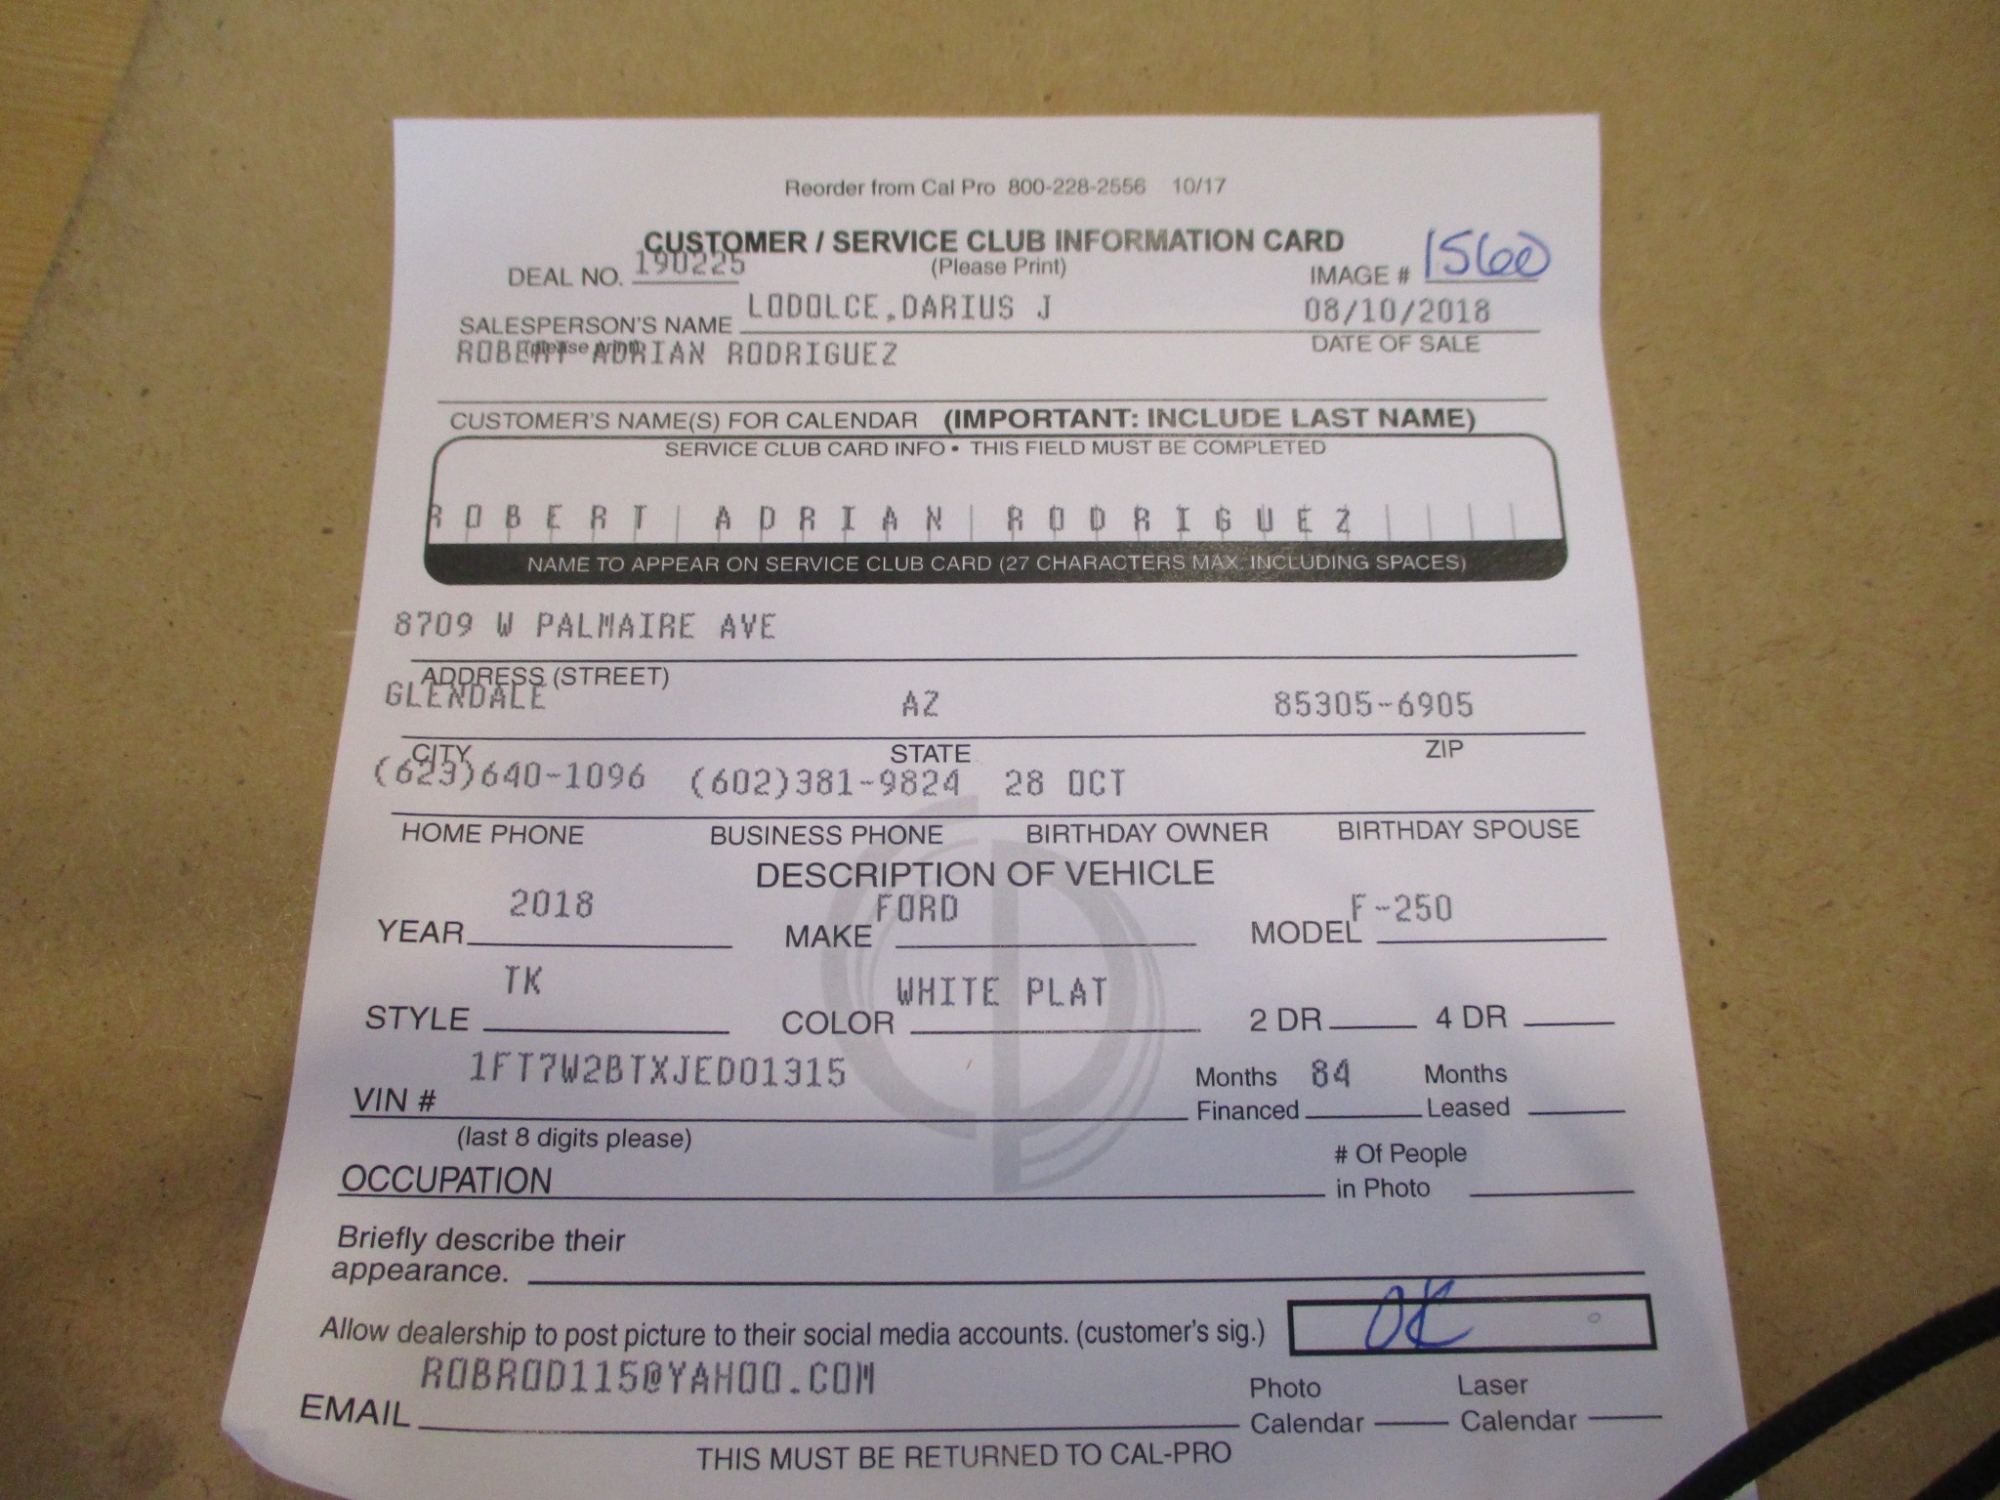 Reorder from Cal Pro 800-228-2556 10/17
CUSTOMER / SERVICE CLUB INFORMATION CARD
DEAL NO. 190225 (Please Print) IMAGE # 1560
SALESPERSON'S NAME LODOLCE,DARIUS J 08/10/2018
(please print) DATE OF SALE
ROBERT ADRIAN RODRIGUEZ
CUSTOMER'S NAME(S) FOR CALENDAR (IMPORTANT: INCLUDE LAST NAME)
SERVICE CLUB CARD INFO • THIS FIELD MUST BE COMPLETED
ROBERT ADRIAN RODRIGUEZ
NAME TO APPEAR ON SERVICE CLUB CARD (27 CHARACTERS MAX. INCLUDING SPACES)
8709 W PALMAIRE AVE
ADDRESS (STREET)
GLENDALE AZ 85305-6905
CITY STATE ZIP
(623)640-1096 (602)381-9824 28 OCT
HOME PHONE BUSINESS PHONE BIRTHDAY OWNER BIRTHDAY SPOUSE
DESCRIPTION OF VEHICLE
YEAR 2018 MAKE FORD MODEL F-250
STYLE TK COLOR WHITE PLAT 2 DR 4 DR
VIN # 1FT7W2BTXJED01315 Months Financed 84 Months Leased
(last 8 digits please)
OCCUPATION # Of People in Photo
Briefly describe their
appearance.
Allow dealership to post picture to their social media accounts. (customer's sig.) OK
EMAIL ROBROD115@YAHOO.COM Photo Calendar Laser Calendar
THIS MUST BE RETURNED TO CAL-PRO